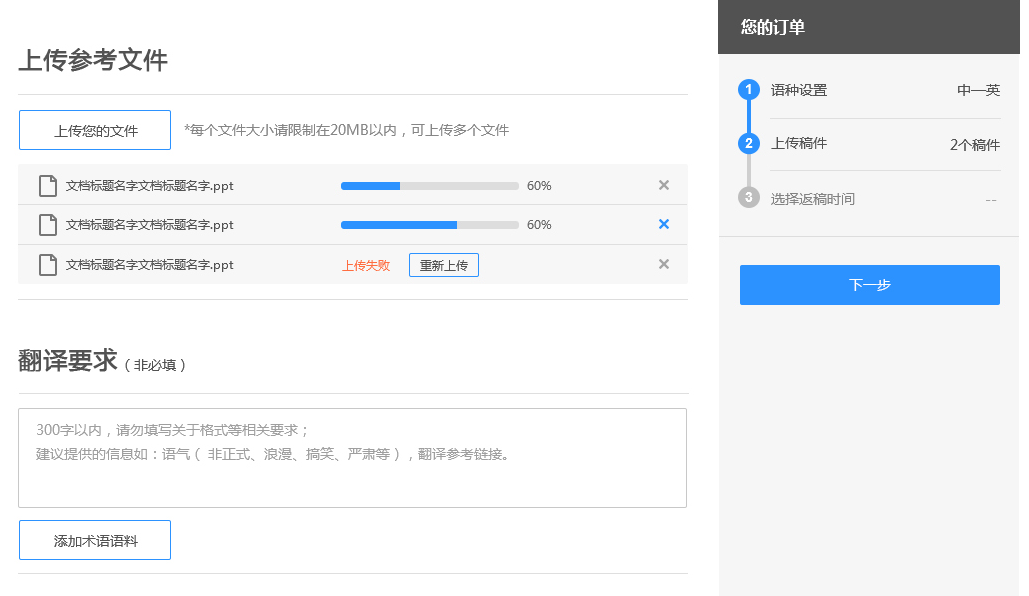 上传参考文件
上传您的文件
*每个文件大小请限制在20MB以内，可上传多个文件
文档标题名字文档标题名字.ppt 60%
文档标题名字文档标题名字.ppt 60%
文档标题名字文档标题名字.ppt 上传失败 重新上传
翻译要求（非必填）
300字以内，请勿填写关于格式等相关要求；
建议提供的信息如：语气（ 非正式、浪漫、搞笑、严肃等），翻译参考链接。
添加术语语料
您的订单
1 语种设置 中—英
2 上传稿件 2个稿件
3 选择返稿时间 --
下一步